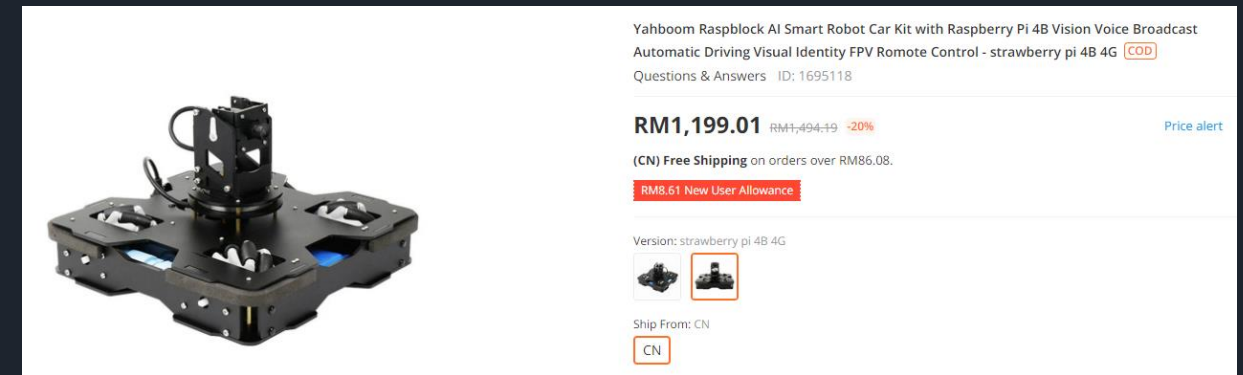 Yahboom Raspblock AI Smart Robot Car Kit with Raspberry Pi 4B Vision Voice Broadcast
Automatic Driving Visual Identity FPV Romote Control - strawberry pi 4B 4G COD
Questions & Answers ID: 1695118
RM1,199.01 RM1,494.19 -20% Price alert
(CN) Free Shipping on orders over RM86.08.
RM8.61 New User Allowance
Version: strawberry pi 4B 4G
Ship From: CN
CN